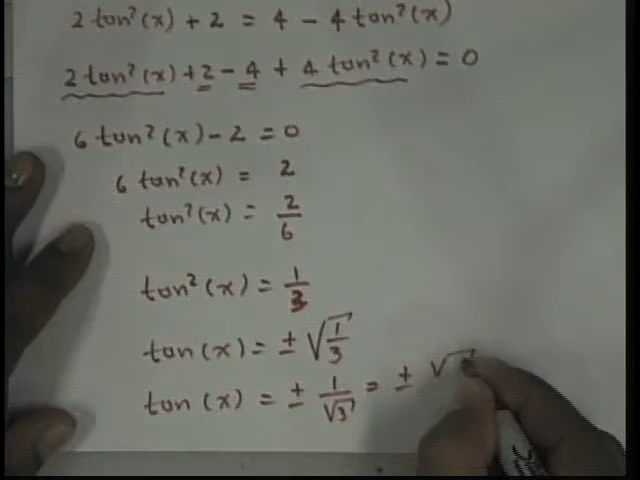 2 tan²(x) + 2 = 4 - 4 tan²(x)
2 tan²(x) + 2 - 4 + 4 tan²(x) = 0
6 tan²(x) - 2 = 0
6 tan²(x) = 2
tan²(x) = 2/6
tan²(x) = 1/3
tan(x) = ± √(1/3)
tan(x) = ± 1/√3 = ± √